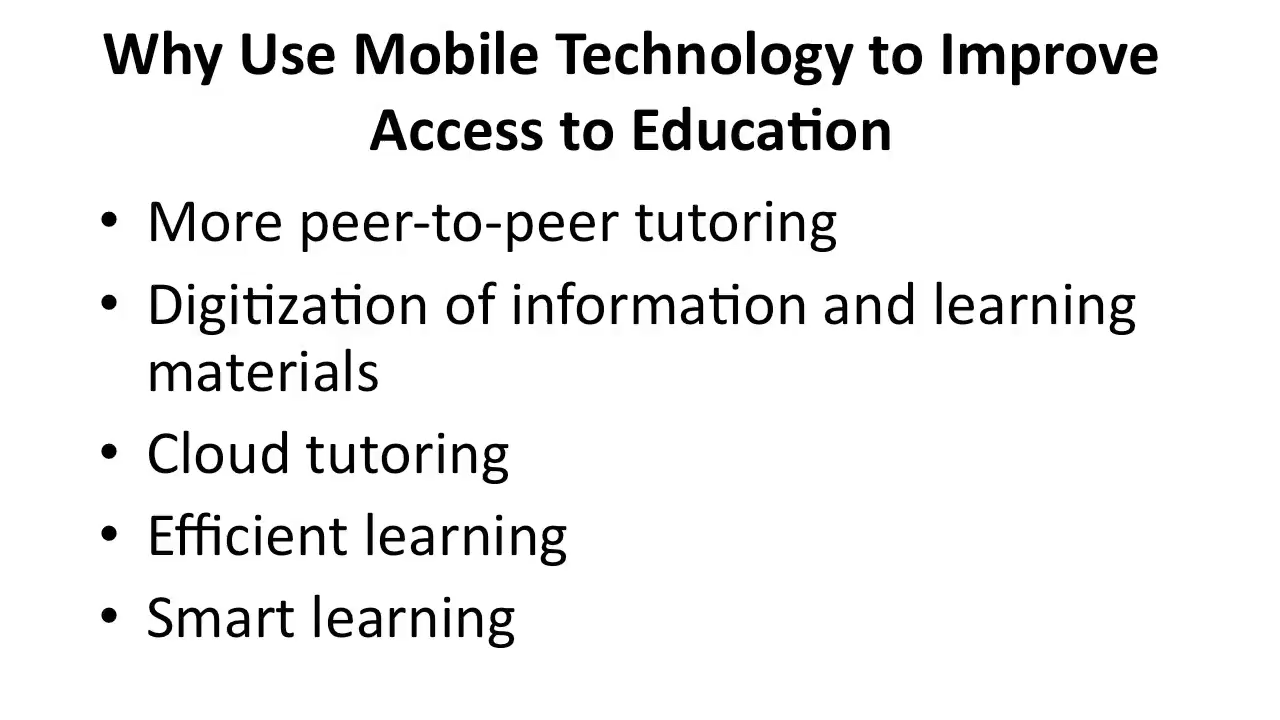 Why Use Mobile Technology to Improve
Access to Education
• More peer-to-peer tutoring
• Digitization of information and learning
materials
• Cloud tutoring
• Efficient learning
• Smart learning